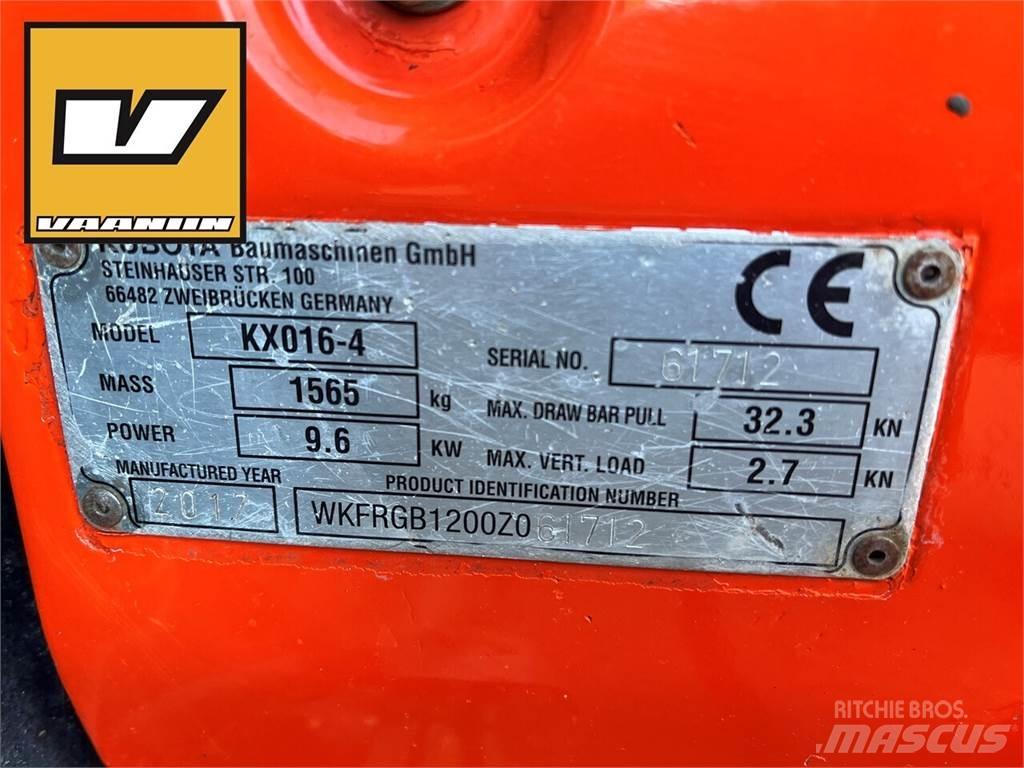 V
VAANIIN
KUBOTA Baumaschinen GmbH
STEINHAUSER STR. 100
66482 ZWEIBRÜCKEN GERMANY
CE
MODEL KX016-4
SERIAL NO. 61712
MASS 1565 kg
MAX. DRAW BAR PULL 32.3 KN
POWER 9.6 KW
MAX. VERT. LOAD 2.7 KN
MANUFACTURED YEAR 2017
PRODUCT IDENTIFICATION NUMBER
WKFRGB1200Z061712
RITCHIE BROS.
MASCUS